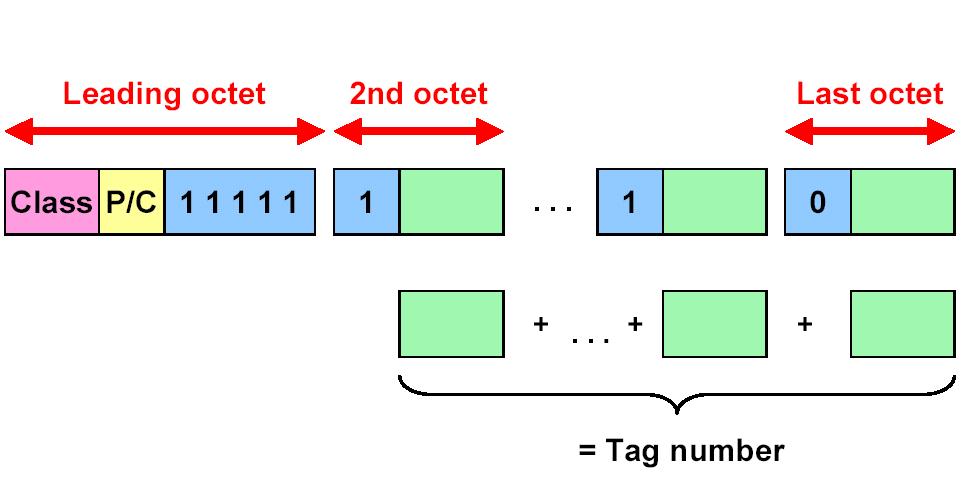 Leading octet 2nd octet Last octet
Class P/C 1 1 1 1 1 1 . . . 1 0
+ . . . + +
= Tag number